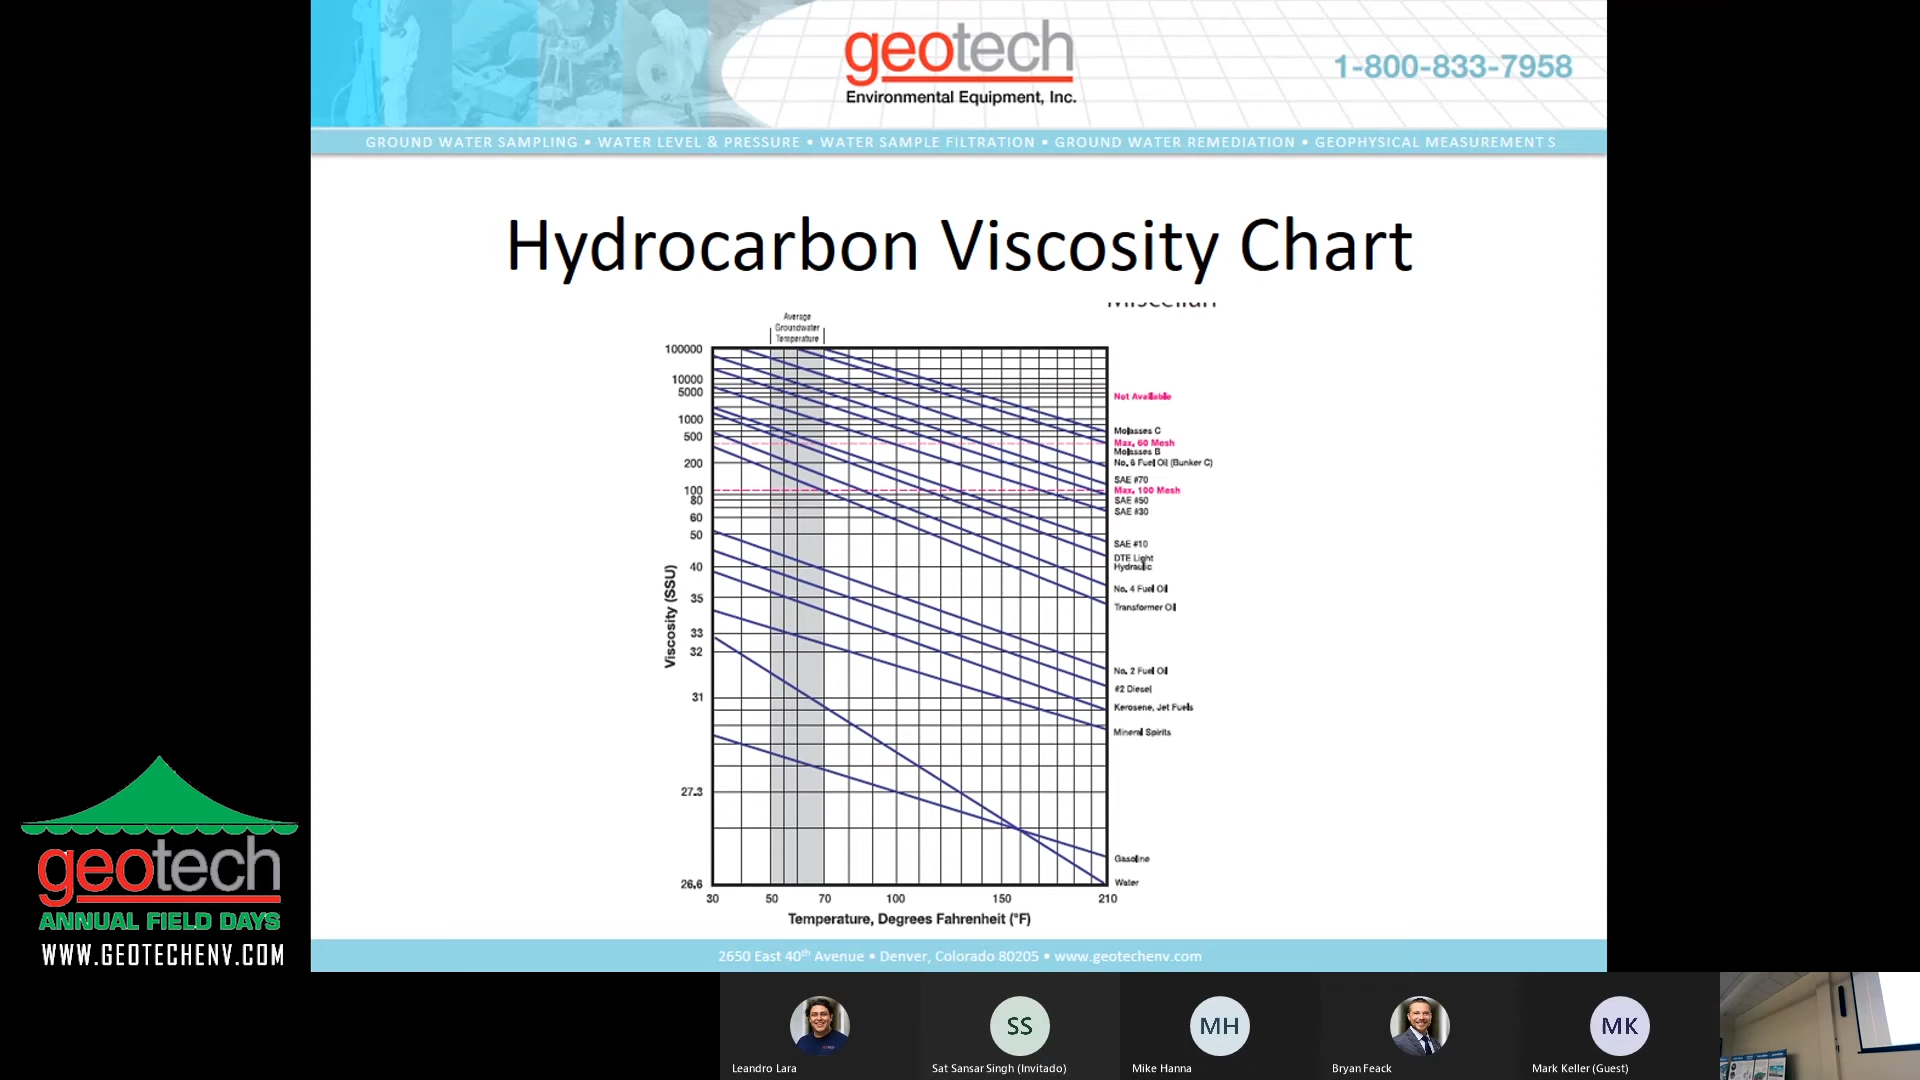 geotech
Environmental Equipment, Inc.
1-800-833-7958
GROUND WATER SAMPLING • WATER LEVEL & PRESSURE • WATER SAMPLE FILTRATION • GROUND WATER REMEDIATION • GEOPHYSICAL MEASUREMENTS
Hydrocarbon Viscosity Chart
Average
Groundwater
Temperature
100000
10000
5000
1000
500
200
100
80
60
50
40
35
33
32
31
27.3
26.6
Viscosity (SSU)
Not Available
Molasses C
Max. 60 Mesh
Molasses B
No. 6 Fuel Oil (Bunker C)
SAE #70
Max. 100 Mesh
SAE #50
SAE #30
SAE #10
DTE Light
Hydraulic
No. 4 Fuel Oil
Transformer Oil
No. 2 Fuel Oil
#2 Diesel
Kerosene, Jet Fuels
Mineral Spirits
Gasoline
Water
30 50 70 100 150 210
Temperature, Degrees Fahrenheit (°F)
2650 East 40th Avenue • Denver, Colorado 80205 • www.geotechenv.com
geotech
ANNUAL FIELD DAYS
WWW.GEOTECHENV.COM
SS
MH
MK
Leandro Lara
Sat Sansar Singh (Invitado)
Mike Hanna
Bryan Feack
Mark Keller (Guest)